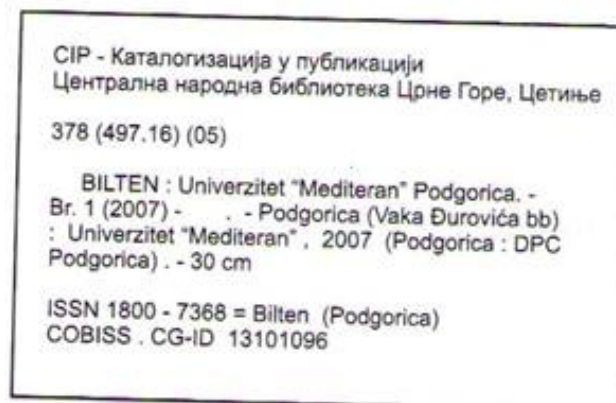 CIP - Каталогизација у публикацији
Централна народна библиотека Црне Горе, Цетиње
378 (497.16) (05)
BILTEN : Univerzitet “Mediteran” Podgorica. -
Br. 1 (2007) - . - Podgorica (Vaka Đurovića bb)
: Univerzitet “Mediteran” , 2007 (Podgorica : DPC
Podgorica) . - 30 cm
ISSN 1800 - 7368 = Bilten (Podgorica)
COBISS . CG-ID 13101096